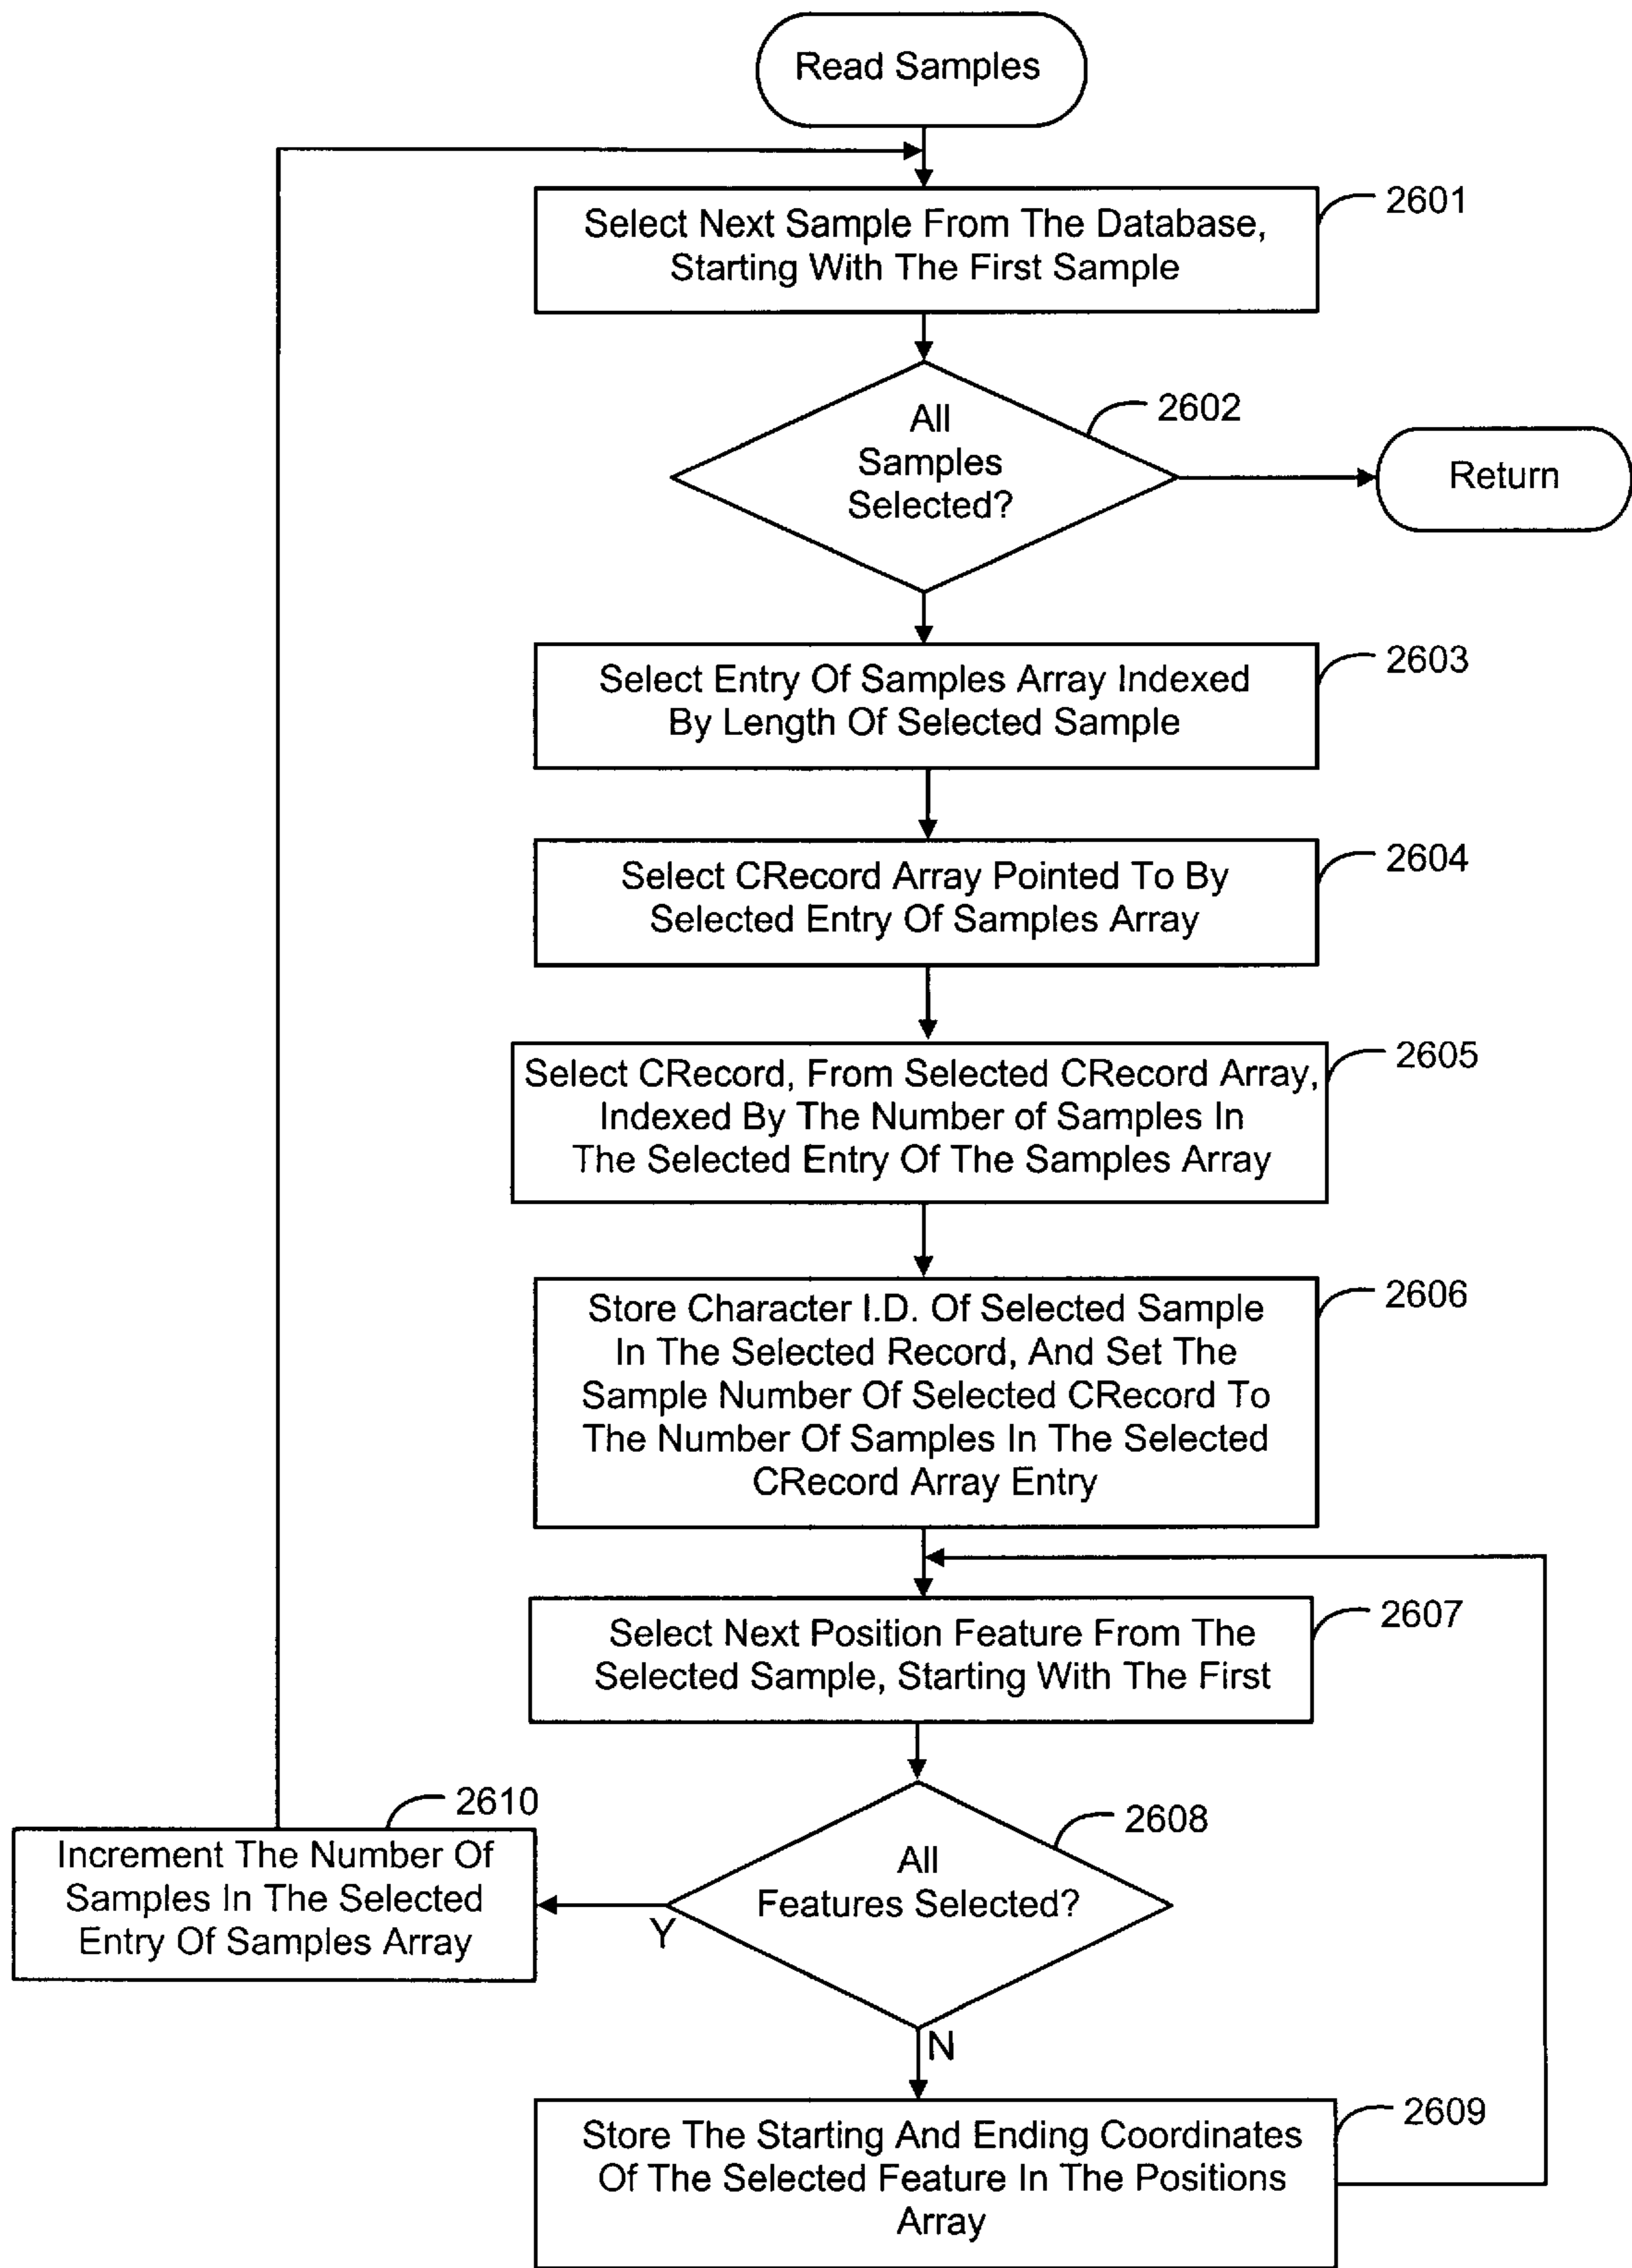 Read Samples
2601
Select Next Sample From The Database,
Starting With The First Sample
2602
All
Samples
Selected?
Return
2603
Select Entry Of Samples Array Indexed
By Length Of Selected Sample
2604
Select CRecord Array Pointed To By
Selected Entry Of Samples Array
2605
Select CRecord, From Selected CRecord Array,
Indexed By The Number of Samples In
The Selected Entry Of The Samples Array
2606
Store Character I.D. Of Selected Sample
In The Selected Record, And Set The
Sample Number Of Selected CRecord To
The Number Of Samples In The Selected
CRecord Array Entry
2607
Select Next Position Feature From The
Selected Sample, Starting With The First
2610
Increment The Number Of
Samples In The Selected
Entry Of Samples Array
2608
All
Features Selected?
Y
N
2609
Store The Starting And Ending Coordinates
Of The Selected Feature In The Positions
Array